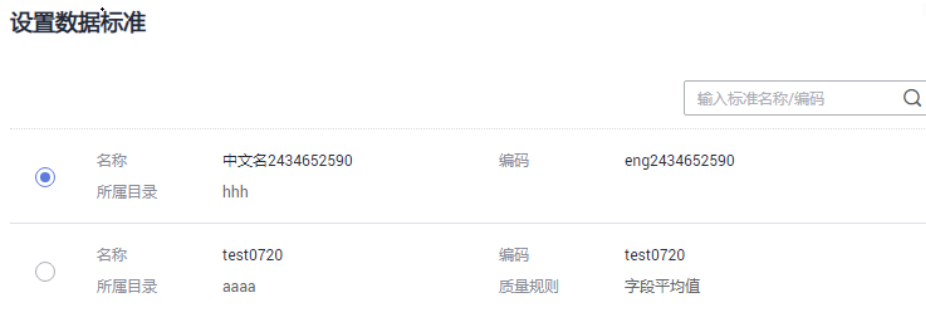 设置数据标准
输入标准名称/编码
名称 中文名2434652590 编码 eng2434652590
所属目录 hhh
名称 test0720 编码 test0720
所属目录 aaaa 质量规则 字段平均值